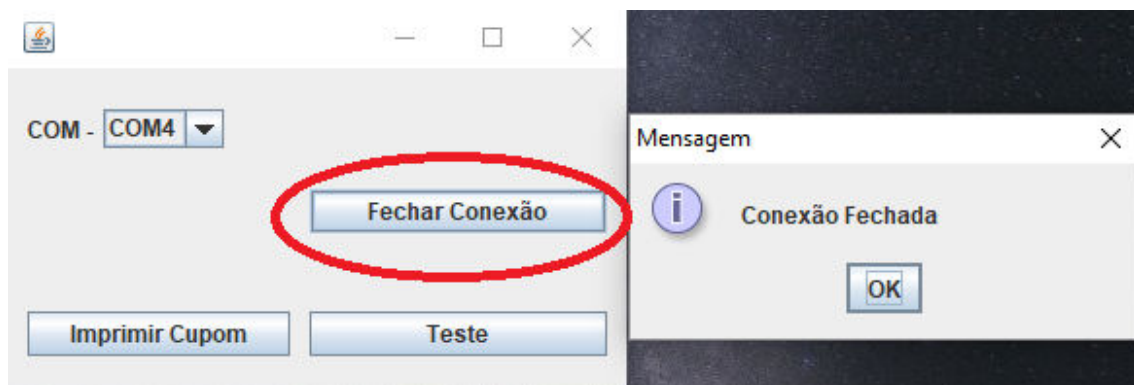 COM - COM4
Fechar Conexão
Imprimir Cupom
Teste
Mensagem
i
Conexão Fechada
OK